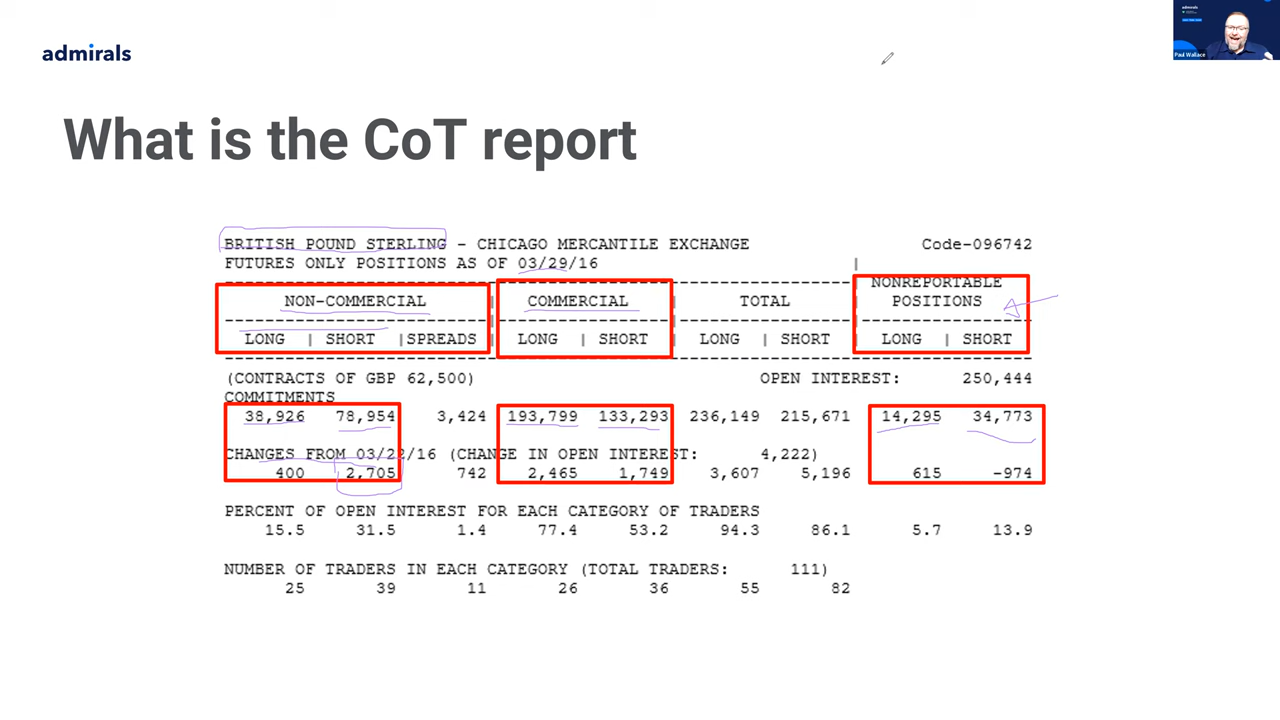 admirals
admirals
Paul Wallace
What is the CoT report
BRITISH POUND STERLING - CHICAGO MERCANTILE EXCHANGE Code-096742
FUTURES ONLY POSITIONS AS OF 03/29/16 |
--------------------------------------------------------------| NONREPORTABLE
NON-COMMERCIAL | COMMERCIAL | TOTAL | POSITIONS
LONG | SHORT |SPREADS | LONG | SHORT | LONG | SHORT | LONG | SHORT
(CONTRACTS OF GBP 62,500) OPEN INTEREST: 250,444
COMMITMENTS
38,926 78,954 3,424 193,799 133,293 236,149 215,671 14,295 34,773
CHANGES FROM 03/22/16 (CHANGE IN OPEN INTEREST: 4,222)
400 2,705 742 2,465 1,749 3,607 5,196 615 -974
PERCENT OF OPEN INTEREST FOR EACH CATEGORY OF TRADERS
15.5 31.5 1.4 77.4 53.2 94.3 86.1 5.7 13.9
NUMBER OF TRADERS IN EACH CATEGORY (TOTAL TRADERS: 111)
25 39 11 26 36 55 82